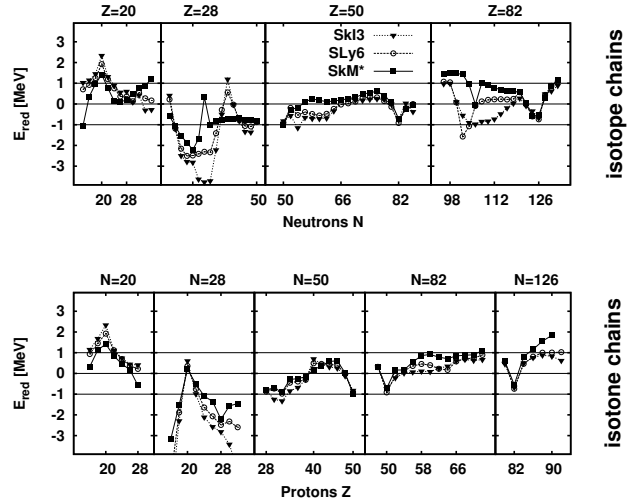 Z=20 Z=28 Z=50 Z=82
SkI3
SLy6
SkM*
3
2
1
0
-1
-2
-3
E_red [MeV]
20 28 28 50 50 66 82 98 112 126
Neutrons N
isotope chains
N=20 N=28 N=50 N=82 N=126
3
2
1
0
-1
-2
-3
E_red [MeV]
20 28 20 28 28 40 50 50 58 66 82 90
Protons Z
isotone chains